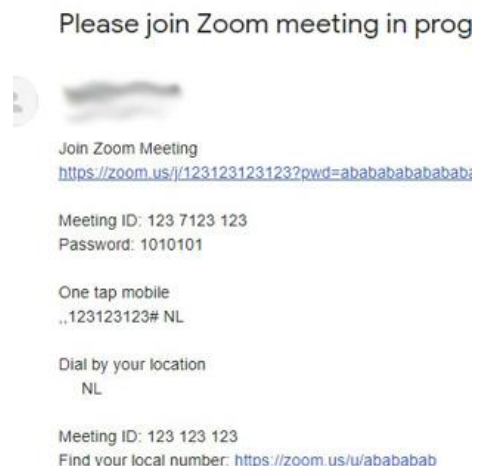 Please join Zoom meeting in prog
Join Zoom Meeting
https://zoom.us/j/123123123123?pwd=abababababababa
Meeting ID: 123 7123 123
Password: 1010101
One tap mobile
,,123123123# NL
Dial by your location
NL
Meeting ID: 123 123 123
Find your local number: https://zoom.us/u/abababab